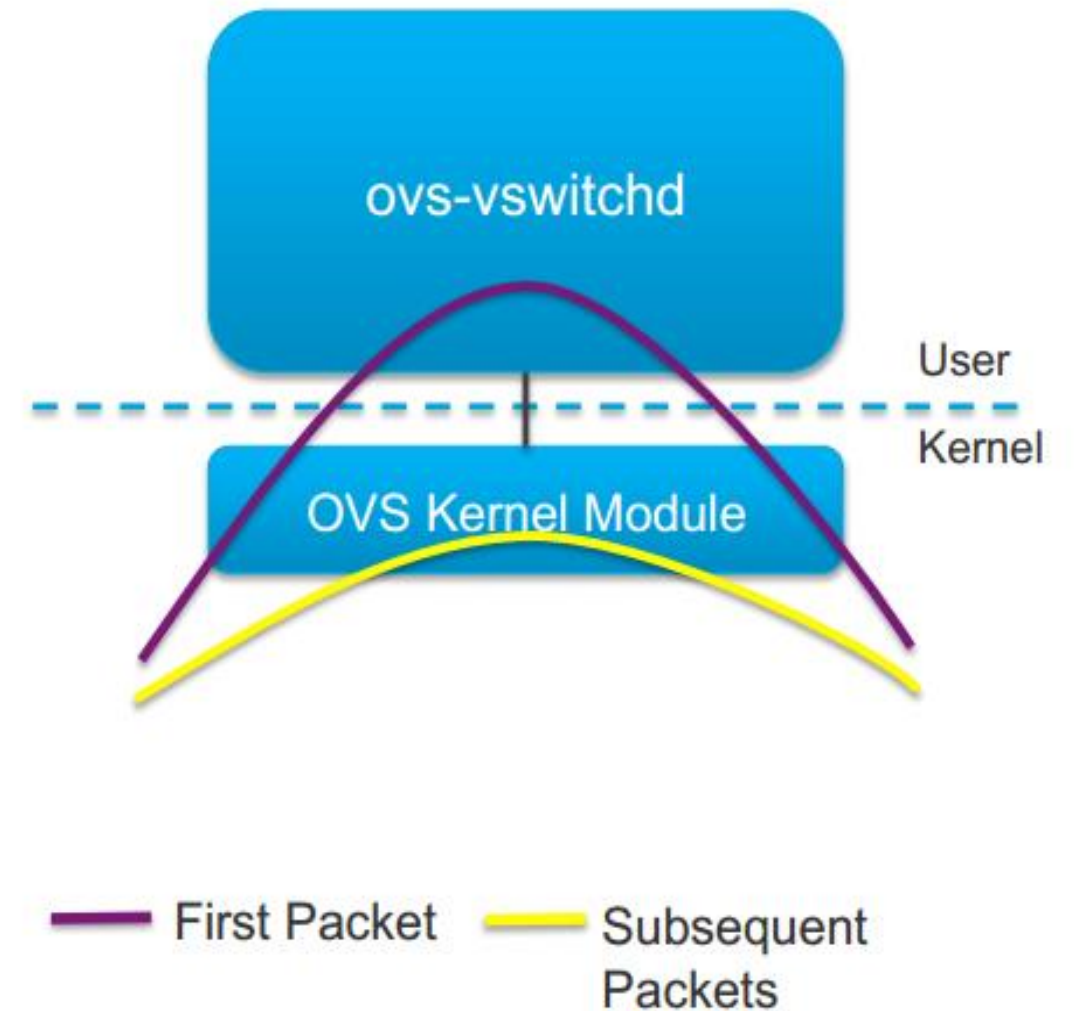 ovs-vswitchd
User
Kernel
OVS Kernel Module
First Packet
Subsequent
Packets